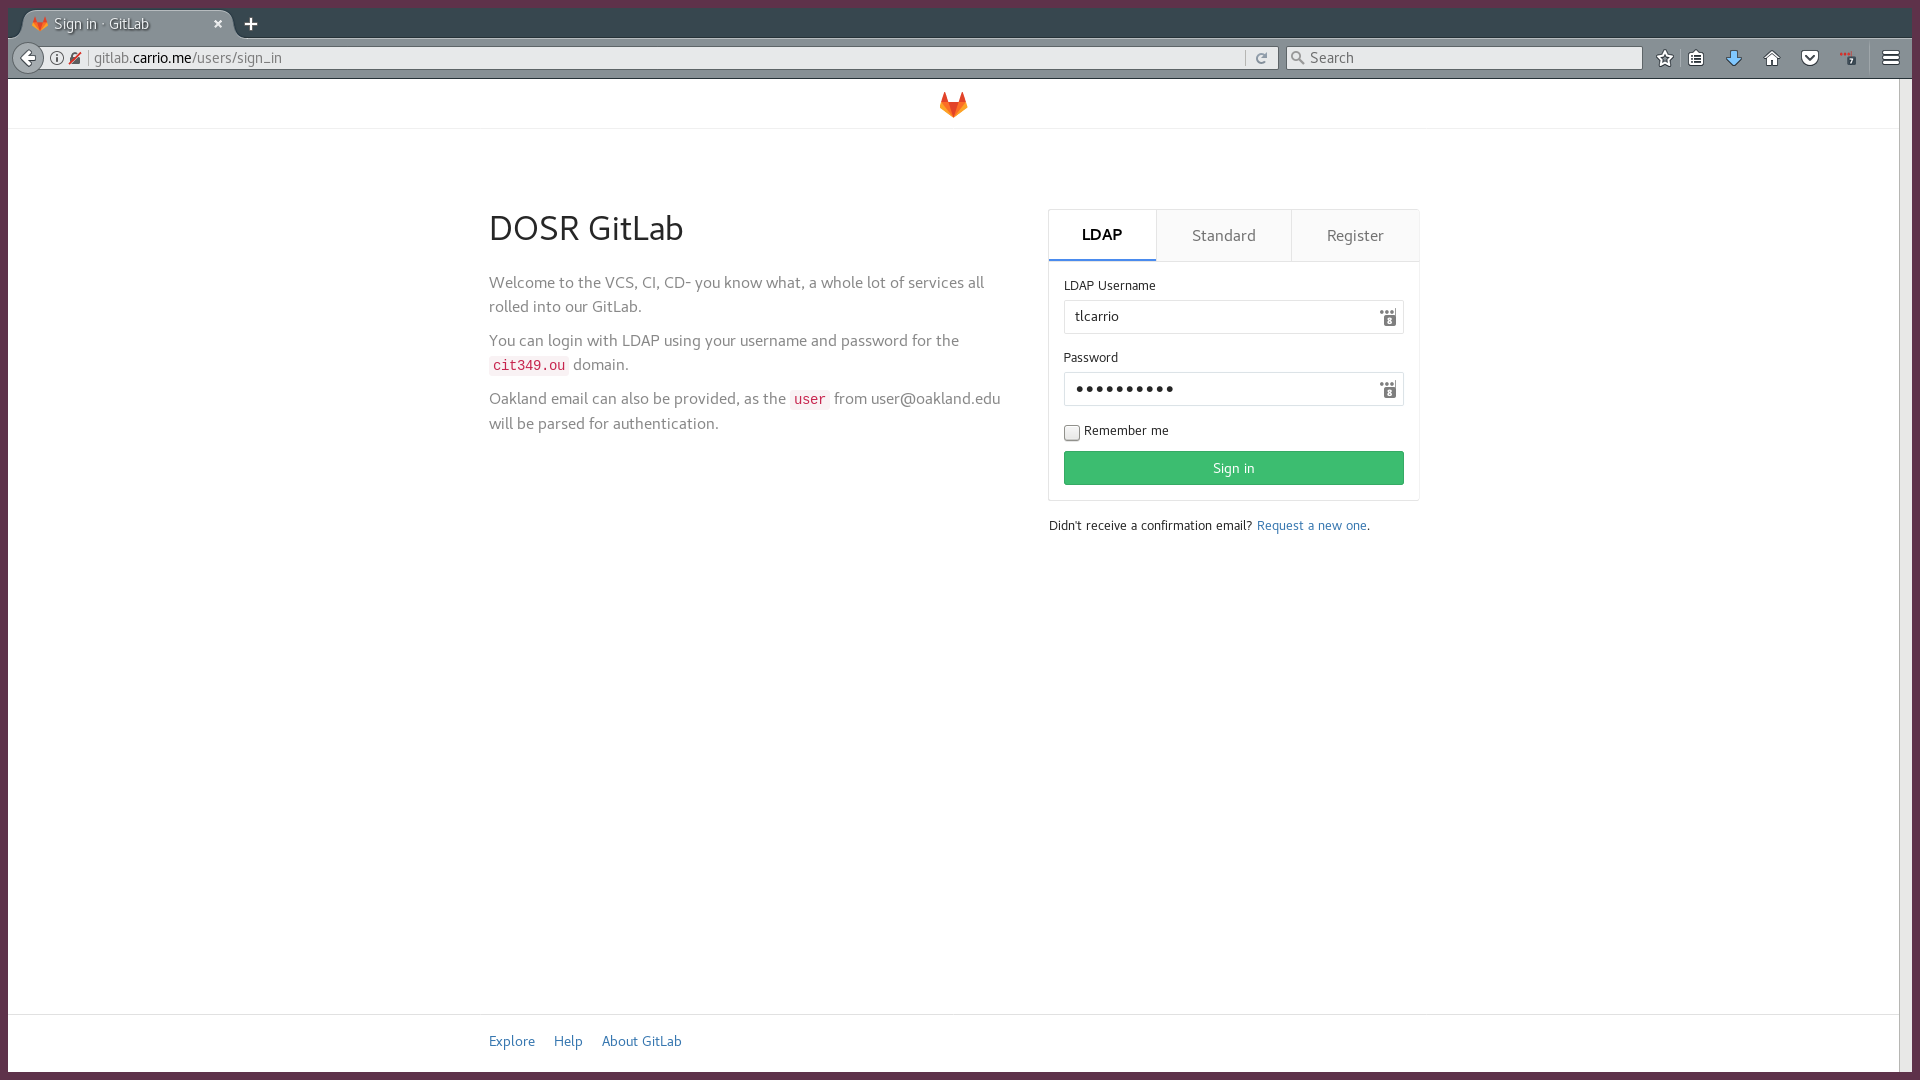 Sign in · GitLab
gitlab.carrio.me/users/sign_in
Search
7
DOSR GitLab
Welcome to the VCS, CI, CD- you know what, a whole lot of services all
rolled into our GitLab.
You can login with LDAP using your username and password for the
cit349.ou domain.
Oakland email can also be provided, as the user from user@oakland.edu
will be parsed for authentication.
LDAP Standard Register
LDAP Username
tlcarrio
8
Password
••••••••••
8
Remember me
Sign in
Didn't receive a confirmation email? Request a new one.
Explore Help About GitLab